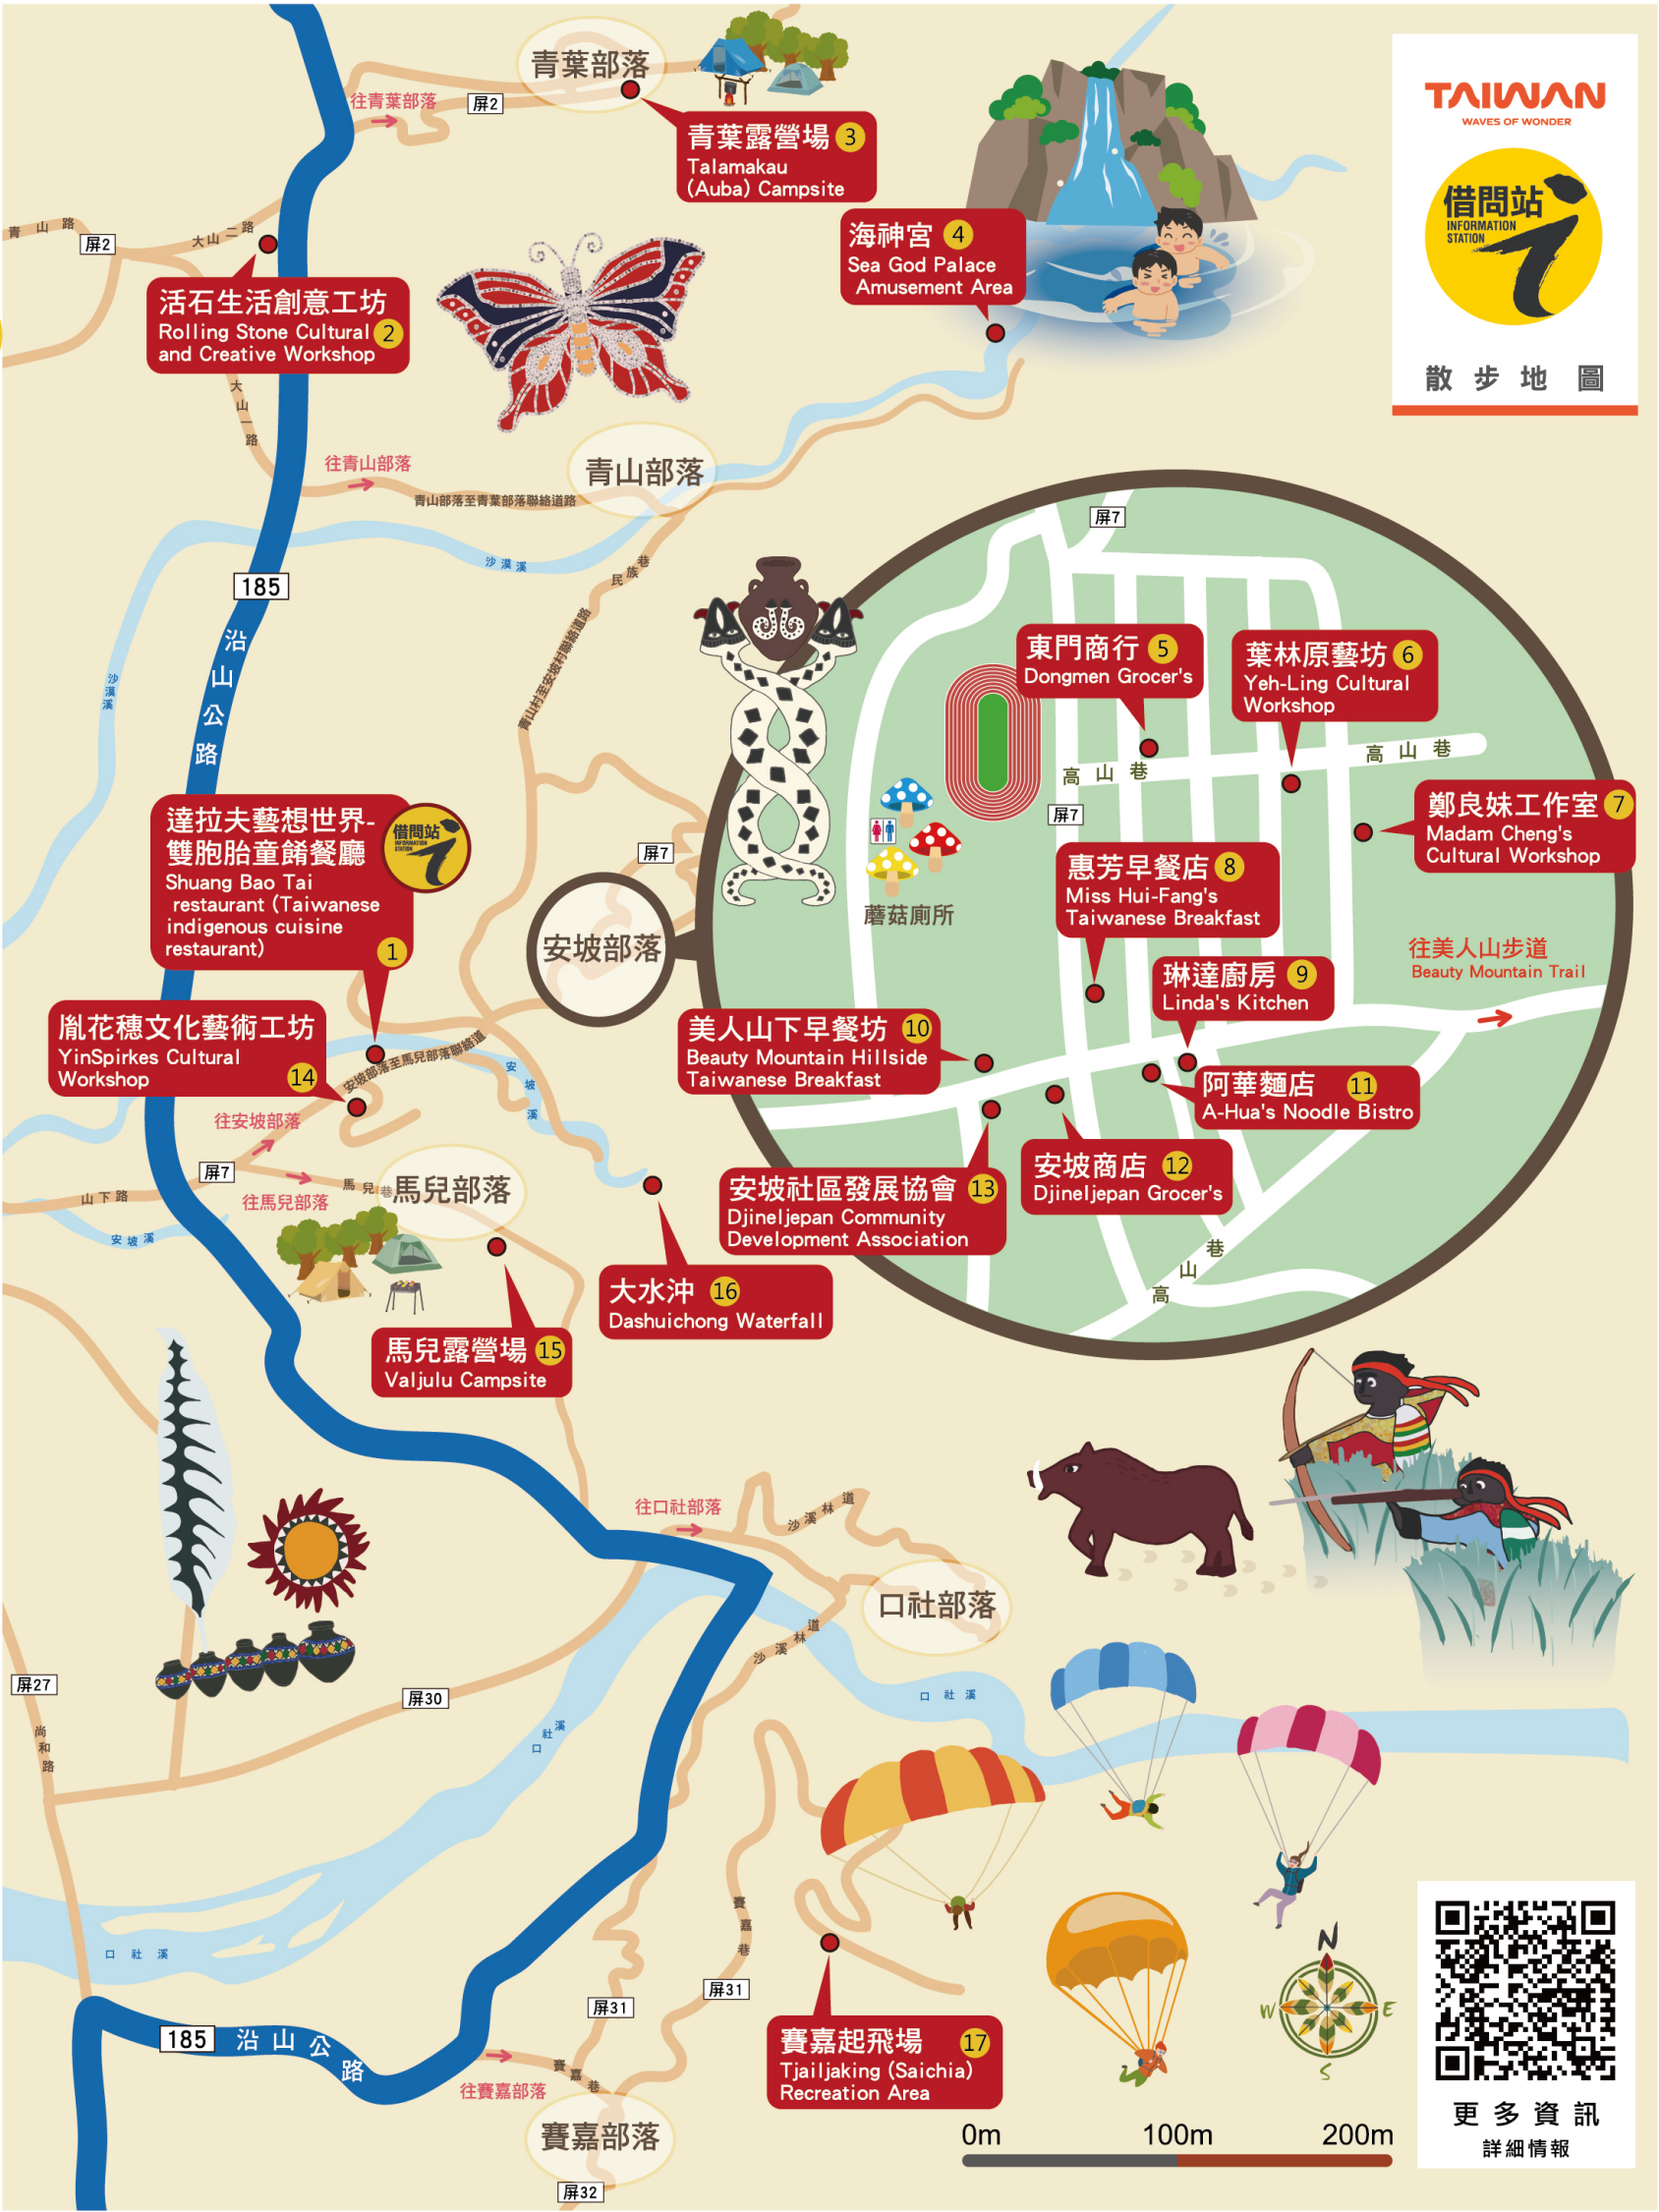 青葉部落
往青葉部落
屏2
青葉露營場 3
Talamakau
(Auba) Campsite
TAIWAN
WAVES OF WONDER
借問站
INFORMATION
STATION
散步地圖
海神宮 4
Sea God Palace
Amusement Area
青山路
屏2
大山二路
活石生活創意工坊
Rolling Stone Cultural 2
and Creative Workshop
大山一路
往青山部落
青山部落
青山部落至青葉部落聯絡道路
沙漠溪
民族巷
185
沿山公路
沙漠溪
青山村至安坡村聯絡道路
屏7
東門商行 5
Dongmen Grocer's
葉林原藝坊 6
Yeh-Ling Cultural
Workshop
高山巷
高山巷
屏7
鄭良妹工作室 7
Madam Cheng's
Cultural Workshop
蘑菇廁所
惠芳早餐店 8
Miss Hui-Fang's
Taiwanese Breakfast
往美人山步道
Beauty Mountain Trail
琳達廚房 9
Linda's Kitchen
美人山下早餐坊 10
Beauty Mountain Hillside
Taiwanese Breakfast
阿華麵店 11
A-Hua's Noodle Bistro
安坡商店 12
Djineljepan Grocer's
安坡社區發展協會 13
Djineljepan Community
Development Association
高山巷
達拉夫藝想世界-
雙胞胎童餚餐廳
Shuang Bao Tai
restaurant (Taiwanese
indigenous cuisine
restaurant) 1
借問站
INFORMATION
STATION
屏7
安坡部落
胤花穗文化藝術工坊
YinSpirkes Cultural
Workshop 14
安坡部落至馬兒部落聯絡道
安坡溪
往安坡部落
屏7
馬兒巷
馬兒部落
往馬兒部落
山下路
安坡溪
大水沖 16
Dashuichong Waterfall
馬兒露營場 15
Valjulu Campsite
往口社部落
沙溪林道
口社部落
沙溪林道
口社溪
屏27
屏30
尚和路
口社溪
口社溪
賽嘉巷
屏31
屏31
185
沿山公路
往賽嘉部落
賽嘉巷
賽嘉部落
屏32
賽嘉起飛場 17
Tjailjaking (Saichia)
Recreation Area
N
W
E
S
0m 100m 200m
更多資訊
詳細情報